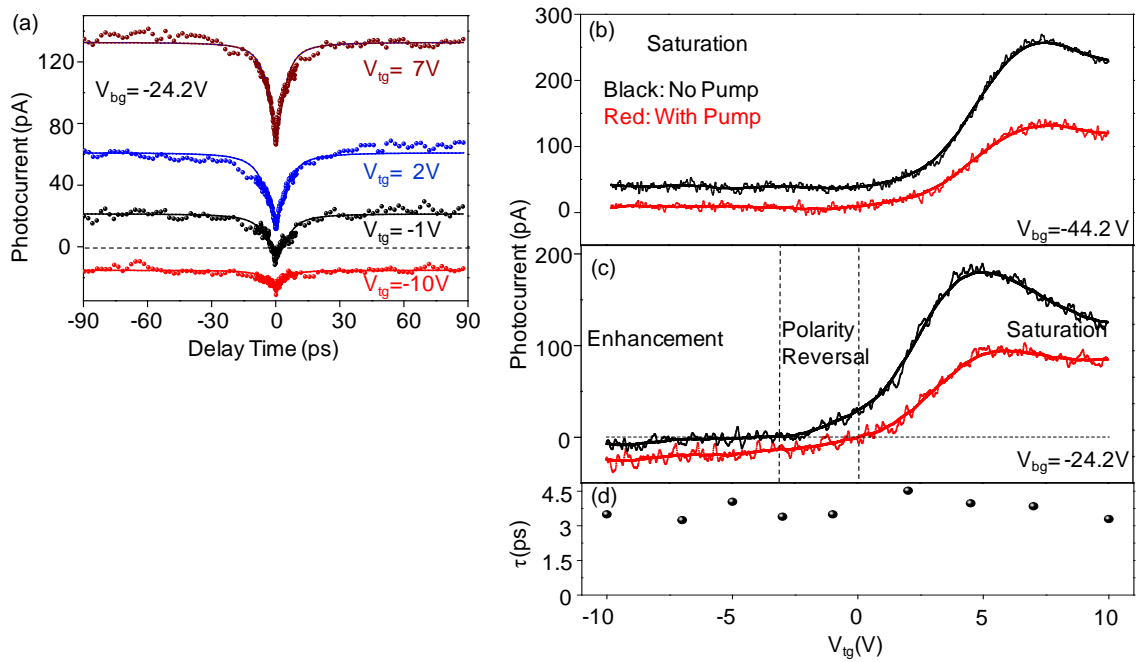 (a)
Photocurrent (pA)
120
80
40
0
V_bg= -24.2V
V_tg= 7V
V_tg= 2V
V_tg= -1V
V_tg=-10V
-90 -60 -30 0 30 60 90
Delay Time (ps)
(b)
Saturation
Black: No Pump
Red: With Pump
300
200
100
0
V_bg=-44.2V
Photocurrent (pA)
(c)
Enhancement
Polarity
Reversal
Saturation
200
100
0
V_bg=-24.2V
(d)
τ(ps)
4.5
3
1.5
0
-10 -5 0 5 10
V_tg(V)